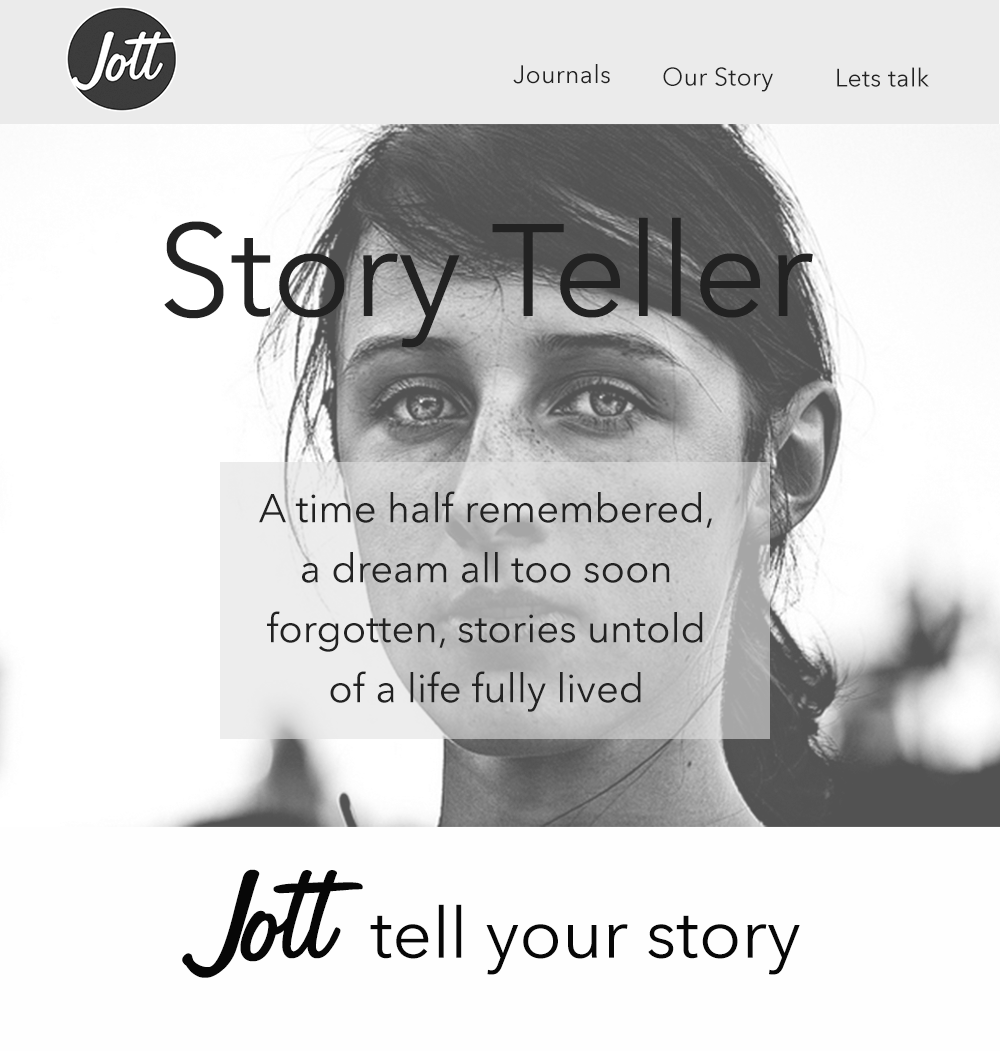 Jott
Journals
Our Story
Lets talk
Story Teller
A time half remembered,
a dream all too soon
forgotten, stories untold
of a life fully lived
Jott tell your story